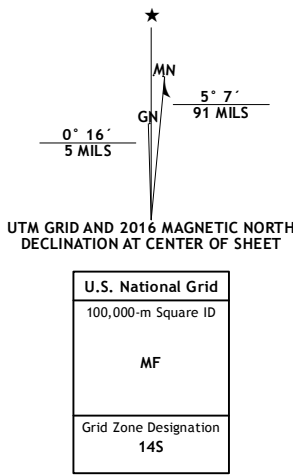 ★
MN
GN
5° 7´
91 MILS
0° 16´
5 MILS
UTM GRID AND 2016 MAGNETIC NORTH
DECLINATION AT CENTER OF SHEET
U.S. National Grid
100,000-m Square ID
MF
Grid Zone Designation
14S